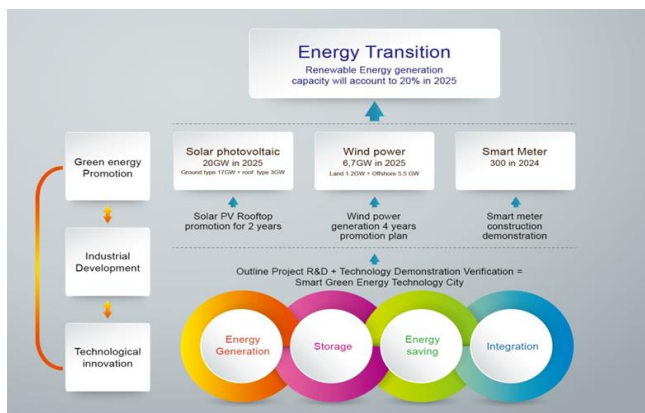 Energy Transition
Renewable Energy generation
capacity will account to 20% in 2025
Green energy
Promotion
Industrial
Development
Technological
innovation
Solar photovoltaic
20GW in 2025
Ground type 17GW + roof type 3GW
Wind power
6,7GW in 2025
Land 1.2GW + Offshore 5.5 GW
Smart Meter
300 in 2024
Solar PV Rooftop
promotion for 2 years
Wind power
generation 4 years
promotion plan
Smart meter
construction
demonstration
Outline Project R&D + Technology Demonstration Verification =
Smart Green Energy Technology City
Energy
Generation
Storage
Energy
saving
Integration